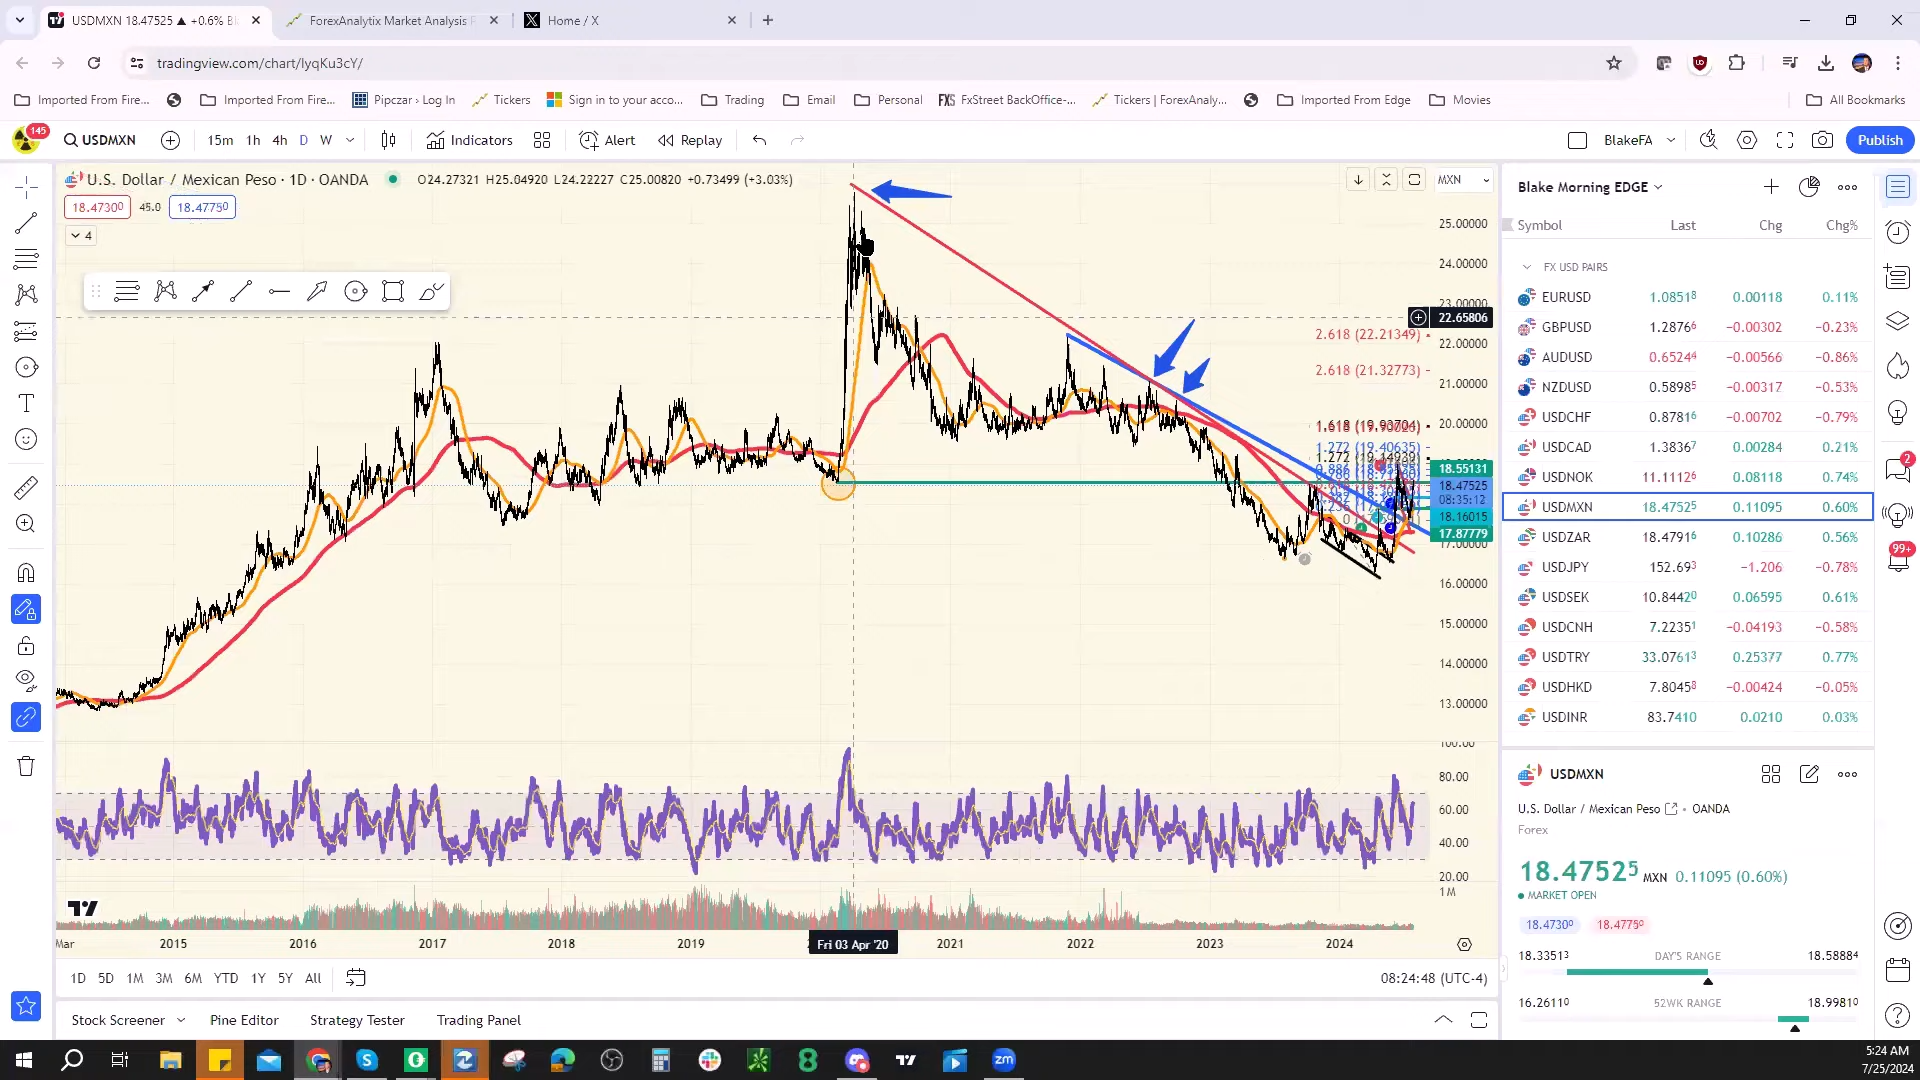 USDMXN 18.47525 ▲ +0.6% Bl
ForexAnalytix Market Analysis F
Home / X
tradingview.com/chart/IyqKu3cY/
Imported From Fire...
Imported From Fire...
Pipczar › Log In
Tickers
Sign in to your acco...
Trading
Email
Personal
FXS FxStreet BackOffice-...
Tickers | ForexAnaly...
Imported From Edge
Movies
All Bookmarks
145
USDMXN
15m 1h 4h D W
Indicators
Alert
Replay
BlakeFA
Publish
U.S. Dollar / Mexican Peso · 1D · OANDA
O24.27321 H25.04920 L24.22227 C25.00820 +0.73499 (+3.03%)
MXN
18.47300 45.0 18.47750
4
25.00000
24.00000
23.00000
22.65806
2.618 (22.21349)
22.00000
2.618 (21.32773)
21.00000
20.00000
1.272 (19.40635)
18.55131
18.47525
08:35:12
18.16015
17.87779
17.00000
16.00000
15.00000
14.00000
13.00000
100.00
80.00
60.00
40.00
20.00
1M
Mar 2015 2016 2017 2018 2019 Fri 03 Apr '20 2021 2022 2023 2024
1D 5D 1M 3M 6M YTD 1Y 5Y All
08:24:48 (UTC-4)
Stock Screener
Pine Editor
Strategy Tester
Trading Panel
Blake Morning EDGE
Symbol Last Chg Chg%
FX USD PAIRS
EURUSD 1.08518 0.00118 0.11%
GBPUSD 1.28766 −0.00302 −0.23%
AUDUSD 0.65244 −0.00566 −0.86%
NZDUSD 0.58985 −0.00317 −0.53%
USDCHF 0.87816 −0.00702 −0.79%
USDCAD 1.38367 0.00284 0.21%
USDNOK 11.11126 0.08118 0.74%
USDMXN 18.47525 0.11095 0.60%
USDZAR 18.47916 0.10286 0.56%
USDJPY 152.693 −1.206 −0.78%
USDSEK 10.84420 0.06595 0.61%
USDCNH 7.22351 −0.04193 −0.58%
USDTRY 33.07613 0.25377 0.77%
USDHKD 7.80458 −0.00424 −0.05%
USDINR 83.7410 0.0210 0.03%
USDMXN
U.S. Dollar / Mexican Peso • OANDA
Forex
18.47525 MXN 0.11095 (0.60%)
MARKET OPEN
18.47300 18.47750
18.33513 DAY'S RANGE 18.58884
16.26110 52WK RANGE 18.99810
2
99+
5:24 AM
7/25/2024